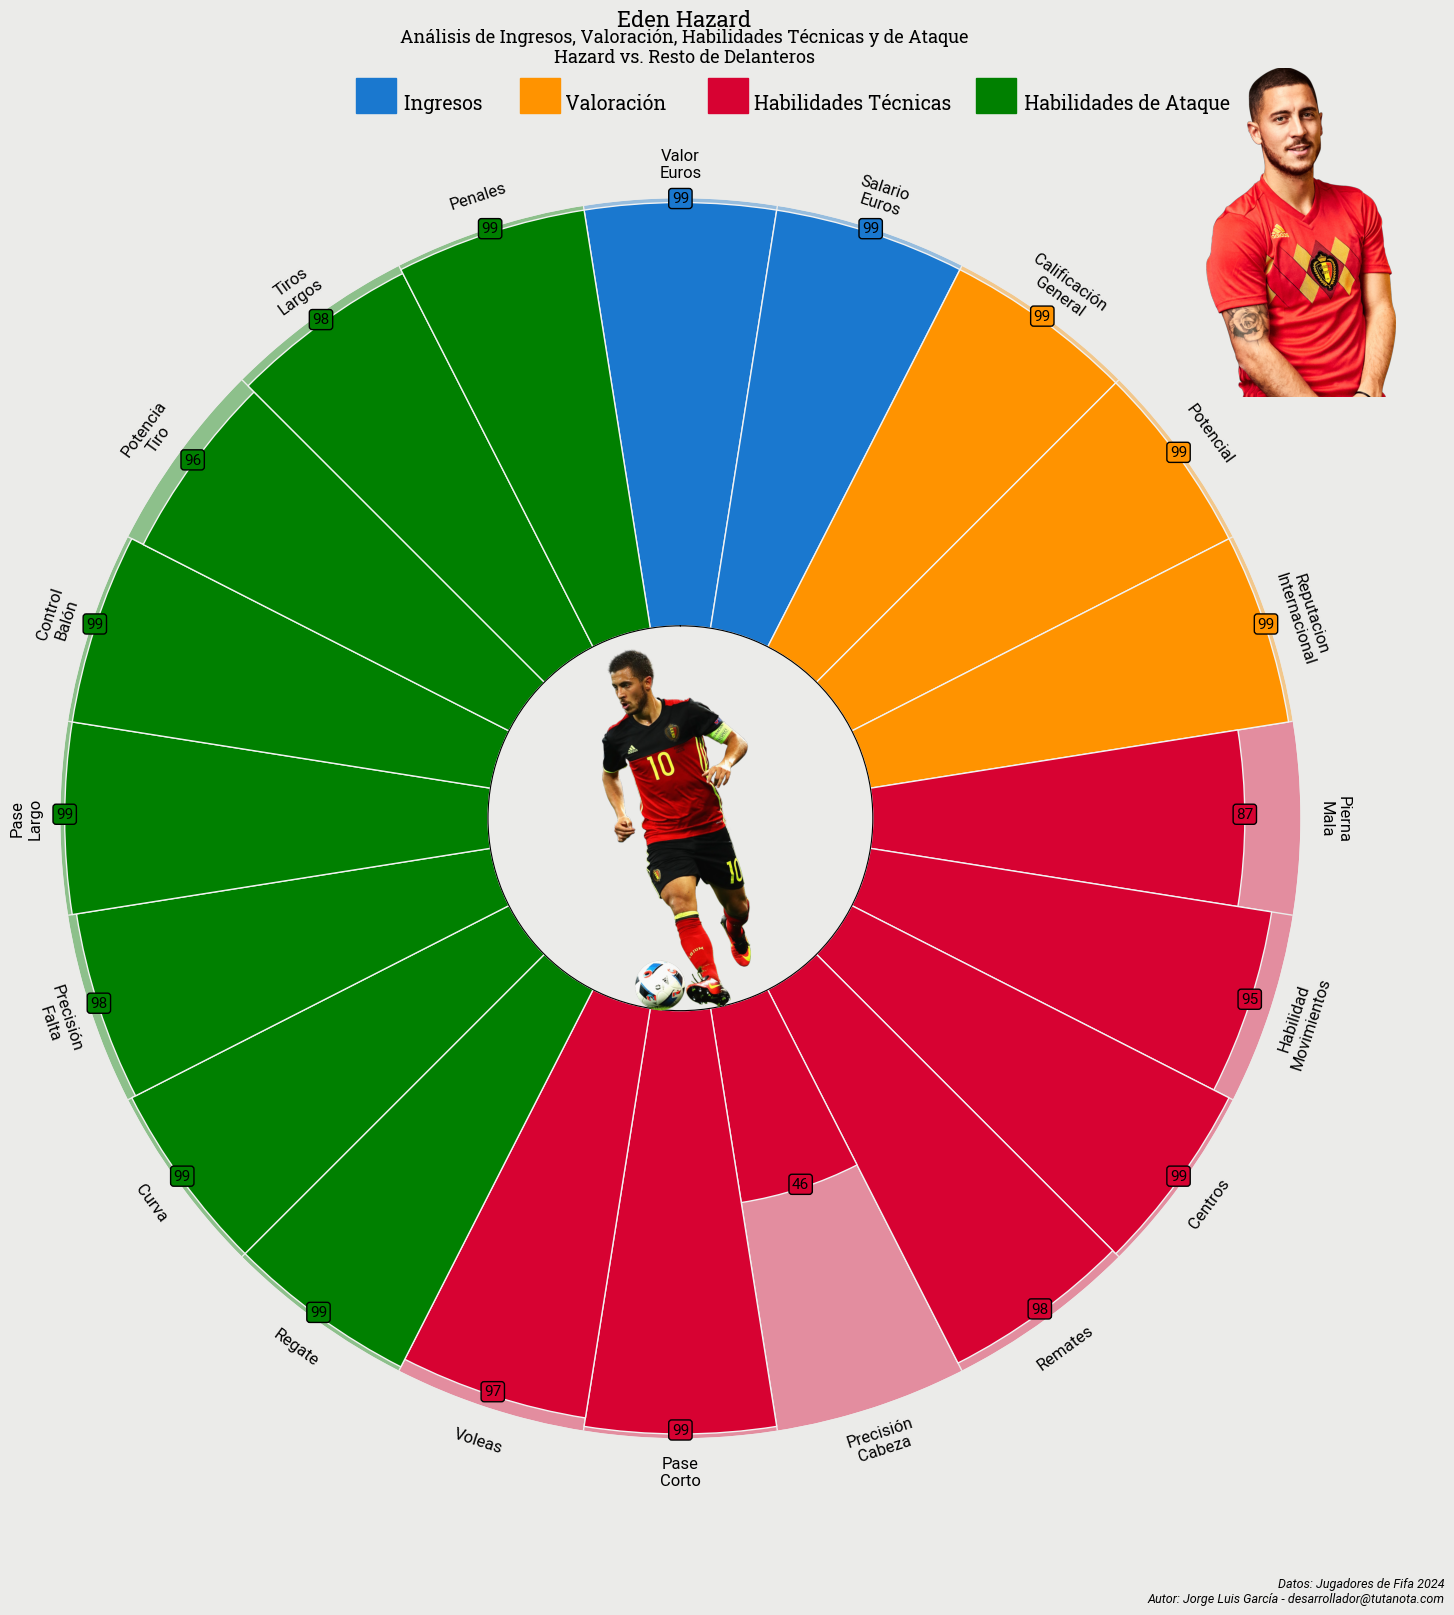 Eden Hazard
Análisis de Ingresos, Valoración, Habilidades Técnicas y de Ataque
Hazard vs. Resto de Delanteros
Ingresos
Valoración
Habilidades Técnicas
Habilidades de Ataque
Valor
Euros
99
Salario
Euros
99
Calificación
General
99
Potencial
99
Reputacion
Internacional
99
Pierna
Mala
87
Habilidad
Movimientos
95
Centros
99
Remates
98
Precisión
Cabeza
46
Pase
Corto
99
Voleas
97
Regate
99
Curva
99
Precisión
Falta
98
Pase
Largo
99
Control
Balón
99
Potencia
Tiro
96
Tiros
Largos
98
Penales
99
10
10
Datos: Jugadores de Fifa 2024
Autor: Jorge Luis García - desarrollador@tutanota.com